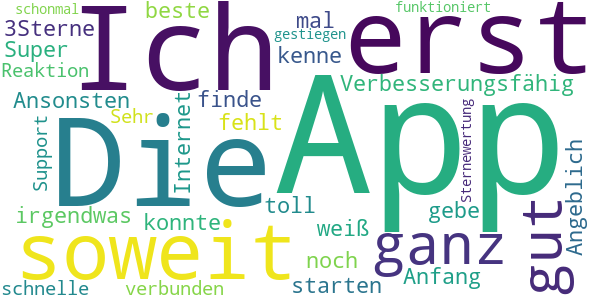 schonmal
beste
mal
funktioniert
3Sterne
Ich
erst
gestiegen
Super
kenne
Reaktion
Verbesserungsfähig
Ansonsten
finde
App
Sehr
fehlt
Internet
Die
Support
Sternewertung
Angeblich
toll
irgendwas
konnte
weiß
gebe
gut
soweit
ganz
noch
Anfang
starten
schnelle
verbunden